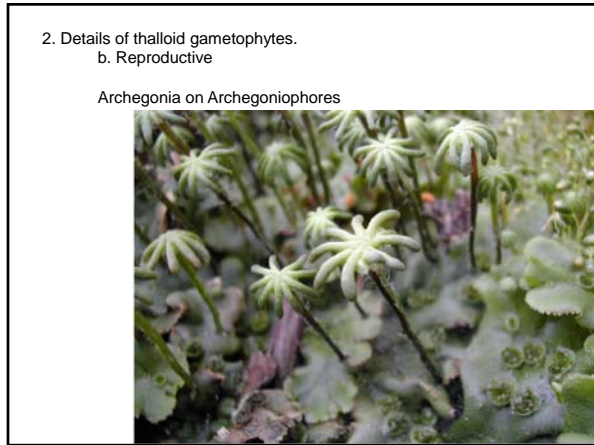 2. Details of thalloid gametophytes.
b. Reproductive
Archegonia on Archegoniophores